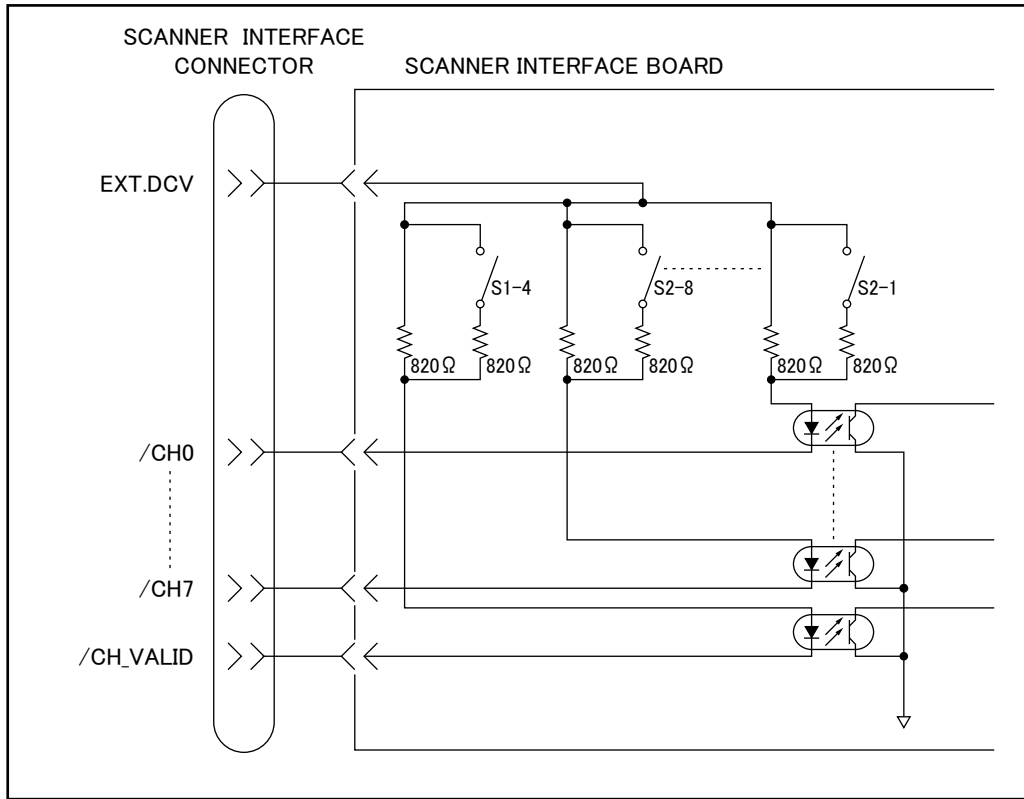 SCANNER INTERFACE
CONNECTOR
SCANNER INTERFACE BOARD
EXT.DCV
S1-4
S2-8
S2-1
820Ω
820Ω
820Ω
820Ω
820Ω
820Ω
/CH0
/CH7
/CH_VALID